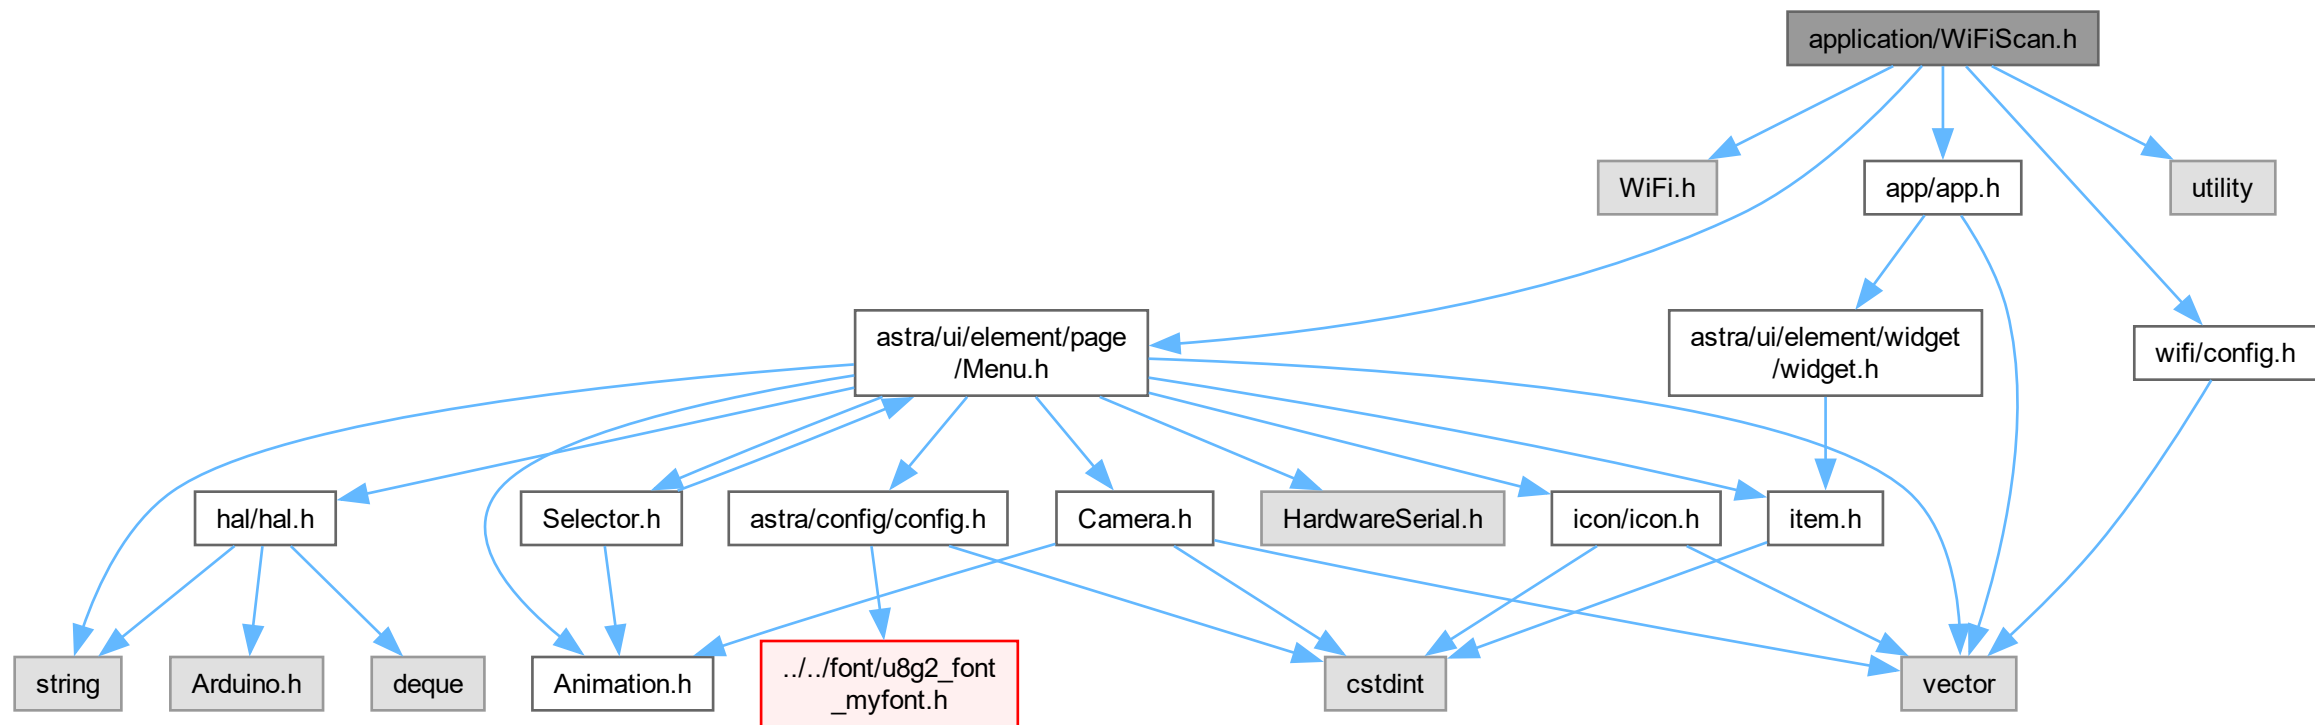 application/WiFiScan.h
WiFi.h
app/app.h
utility
astra/ui/element/page
/Menu.h
astra/ui/element/widget
/widget.h
wifi/config.h
hal/hal.h
Selector.h
astra/config/config.h
Camera.h
HardwareSerial.h
icon/icon.h
item.h
string
Arduino.h
deque
Animation.h
../../font/u8g2_font
_myfont.h
cstdint
vector